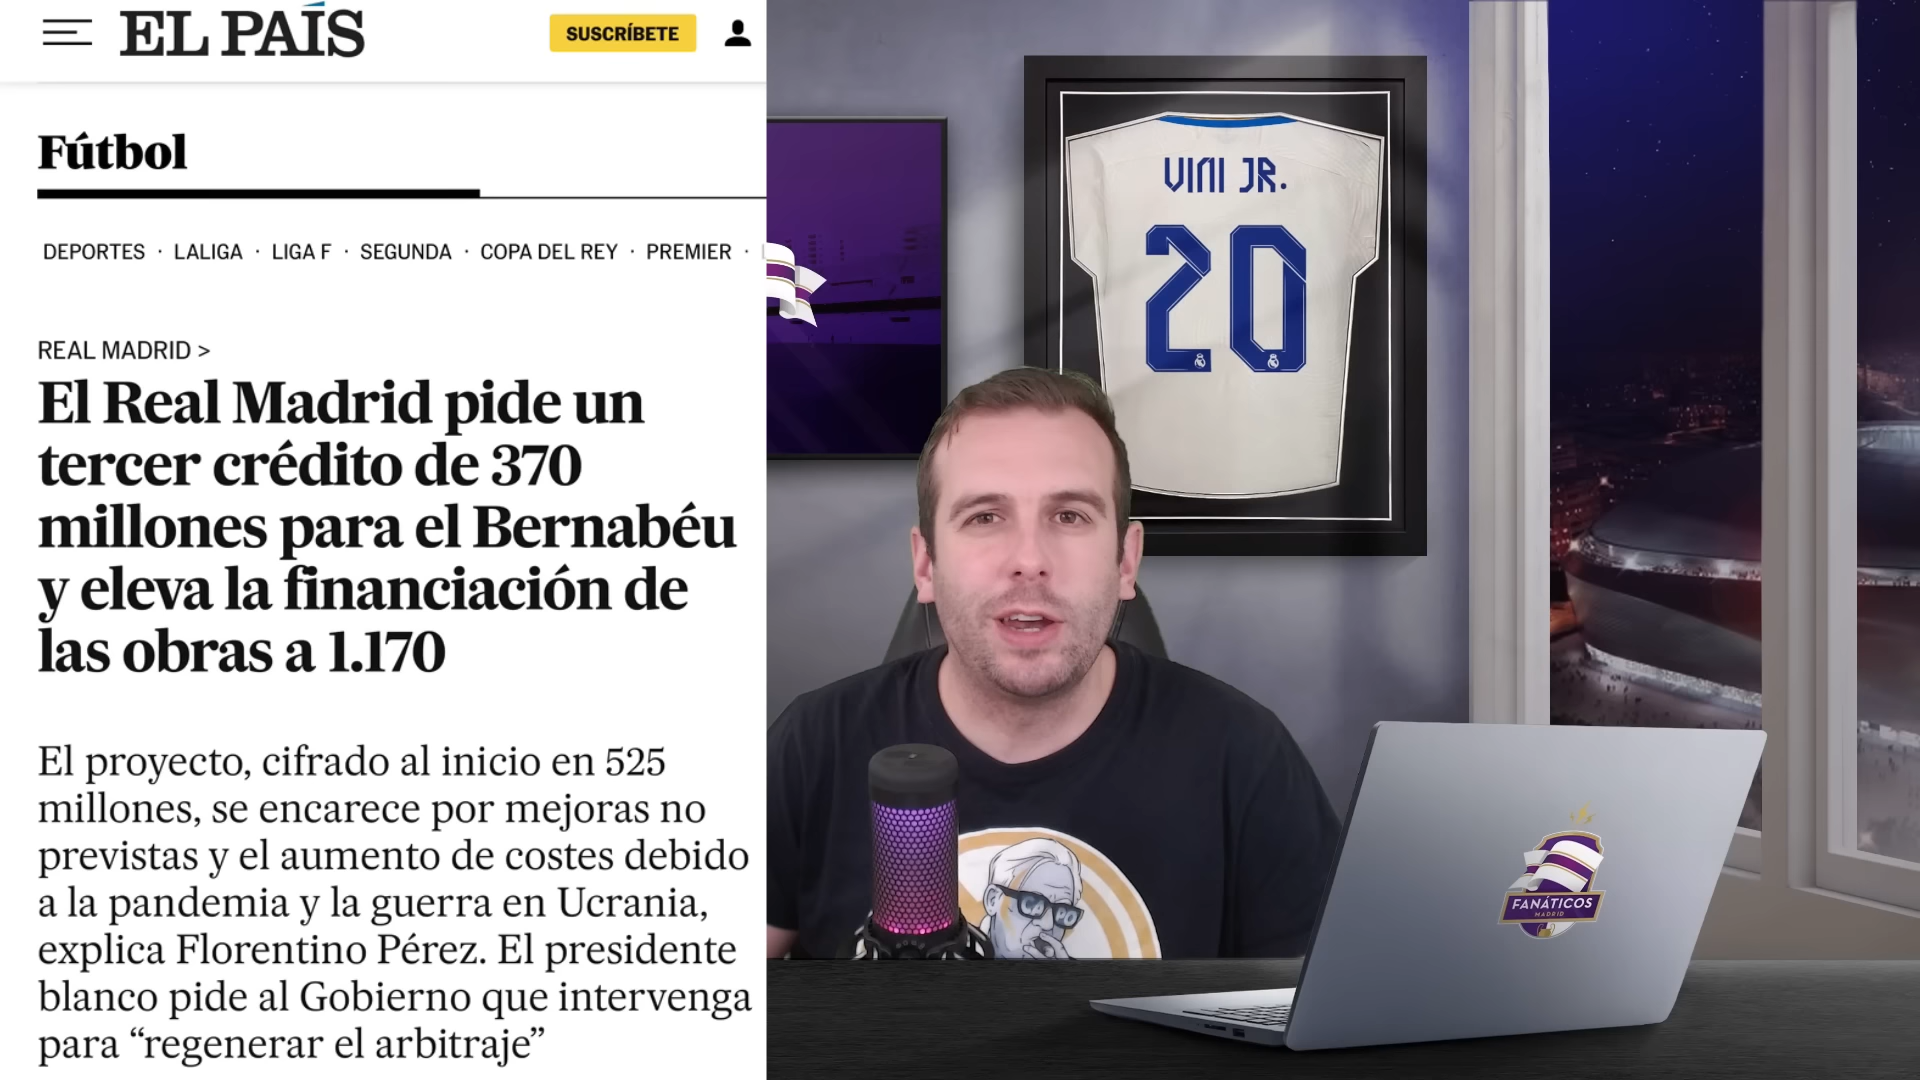 EL PAÍS
SUSCRÍBETE
Fútbol
DEPORTES · LALIGA · LIGA F · SEGUNDA · COPA DEL REY · PREMIER ·
REAL MADRID >
El Real Madrid pide un
tercer crédito de 370
millones para el Bernabéu
y eleva la financiación de
las obras a 1.170
El proyecto, cifrado al inicio en 525
millones, se encarece por mejoras no
previstas y el aumento de costes debido
a la pandemia y la guerra en Ucrania,
explica Florentino Pérez. El presidente
blanco pide al Gobierno que intervenga
para “regenerar el arbitraje”
VINI JR.
20
CAPO
FANÁTICOS
MADRID